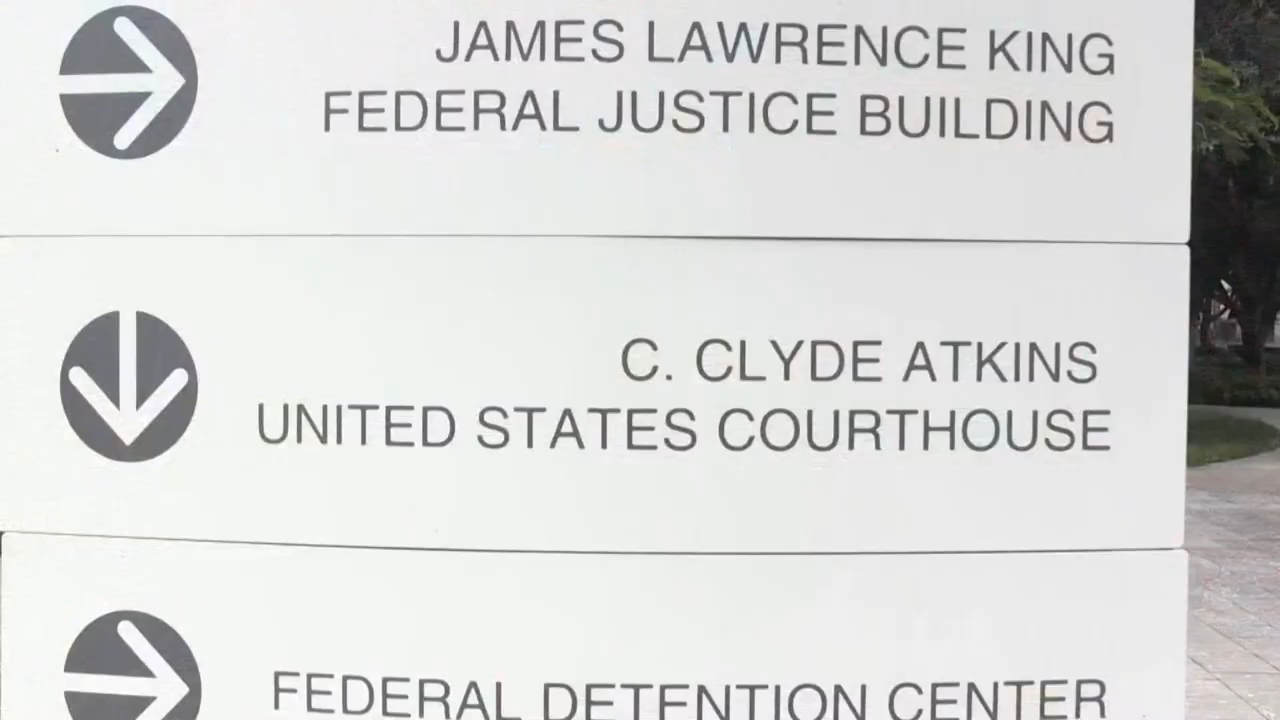 JAMES LAWRENCE KING
FEDERAL JUSTICE BUILDING
C. CLYDE ATKINS
UNITED STATES COURTHOUSE
FEDERAL DETENTION CENTER